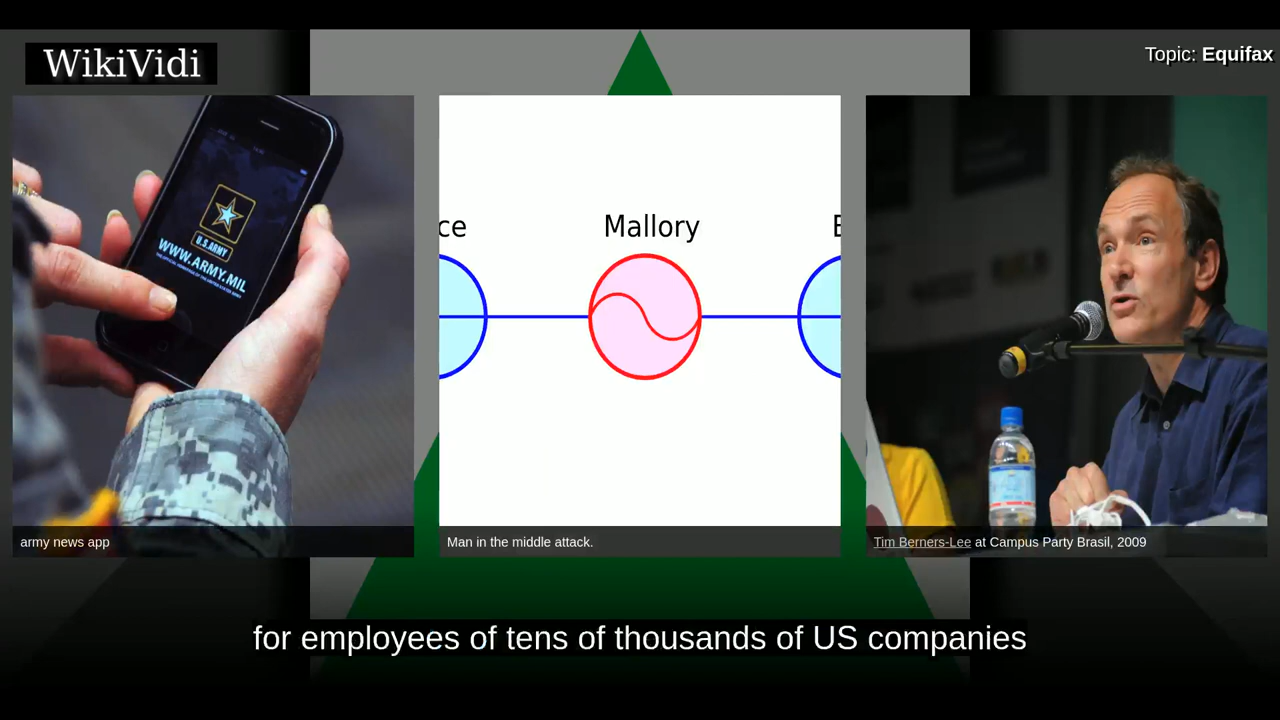 WikiVidi
Topic: Equifax
U.S.ARMY
WWW.ARMY.MIL
ce
Mallory
army news app
Man in the middle attack.
Tim Berners-Lee at Campus Party Brasil, 2009
for employees of tens of thousands of US companies